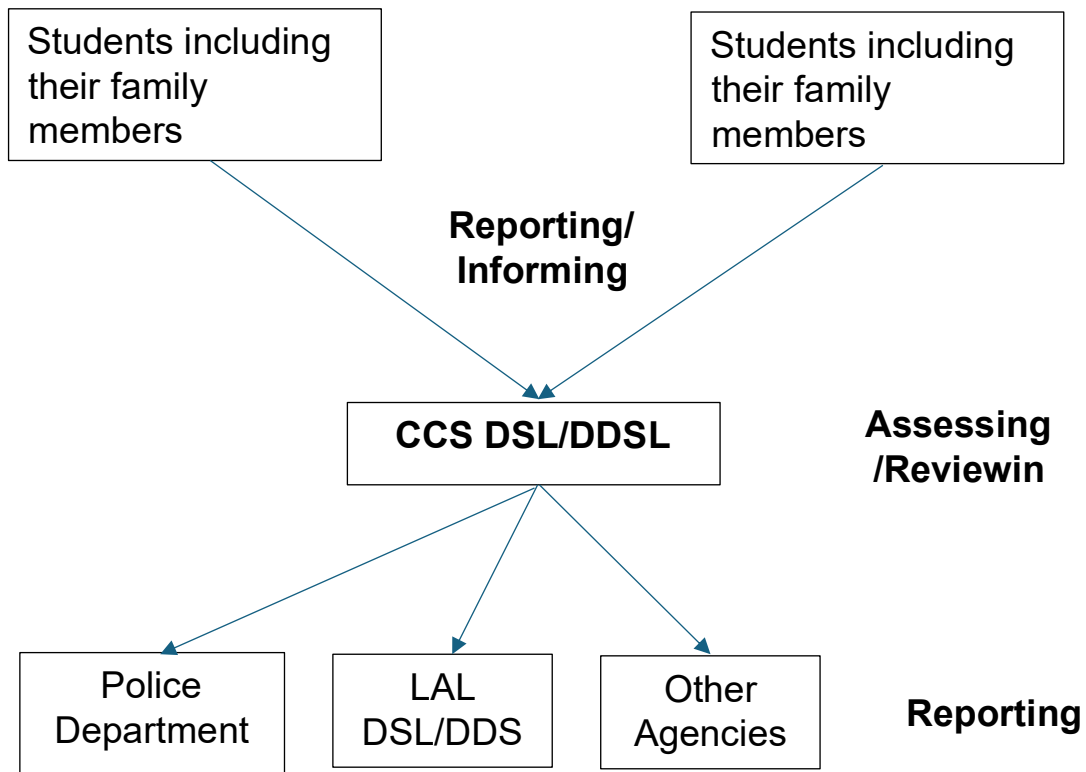 Students including
their family
members
Students including
their family
members
Reporting/
Informing
CCS DSL/DDSL
Assessing
/Reviewin
Police
Department
LAL
DSL/DDS
Other
Agencies
Reporting